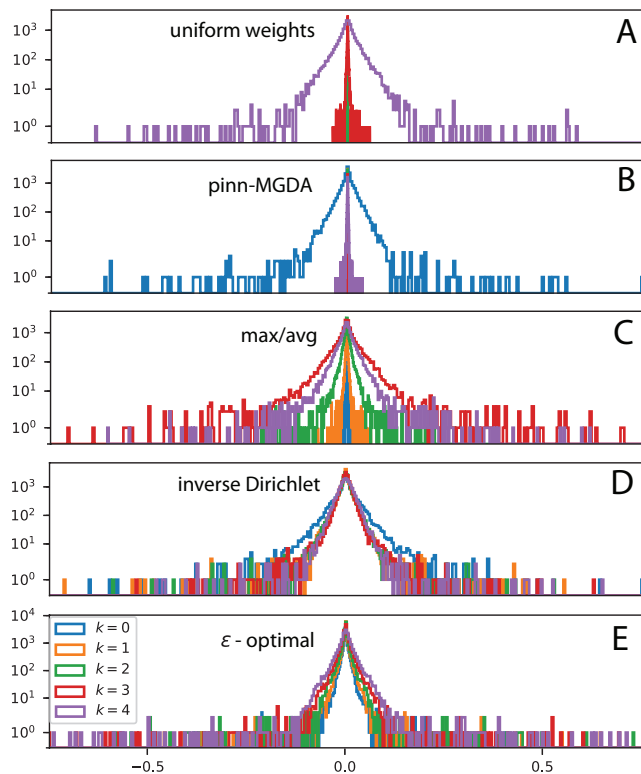 10³
10²
10¹
10⁰
uniform weights
A
10³
10²
10¹
10⁰
pinn-MGDA
B
10³
10²
10¹
10⁰
max/avg
C
10³
10²
10¹
10⁰
inverse Dirichlet
D
10⁴
10³
10²
10¹
10⁰
k = 0
k = 1
k = 2
k = 3
k = 4
ε - optimal
E
−0.5
0.0
0.5